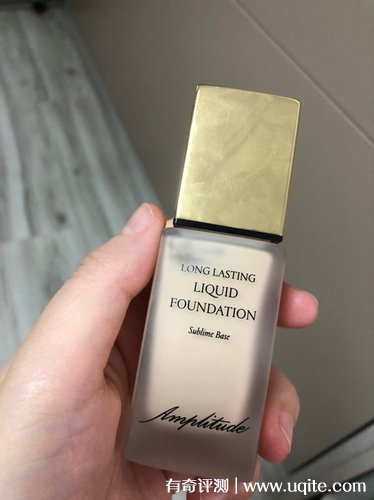 LONG LASTING
LIQUID
FOUNDATION
Sublime Base
Amplitude
有奇评测｜www.uqite.com